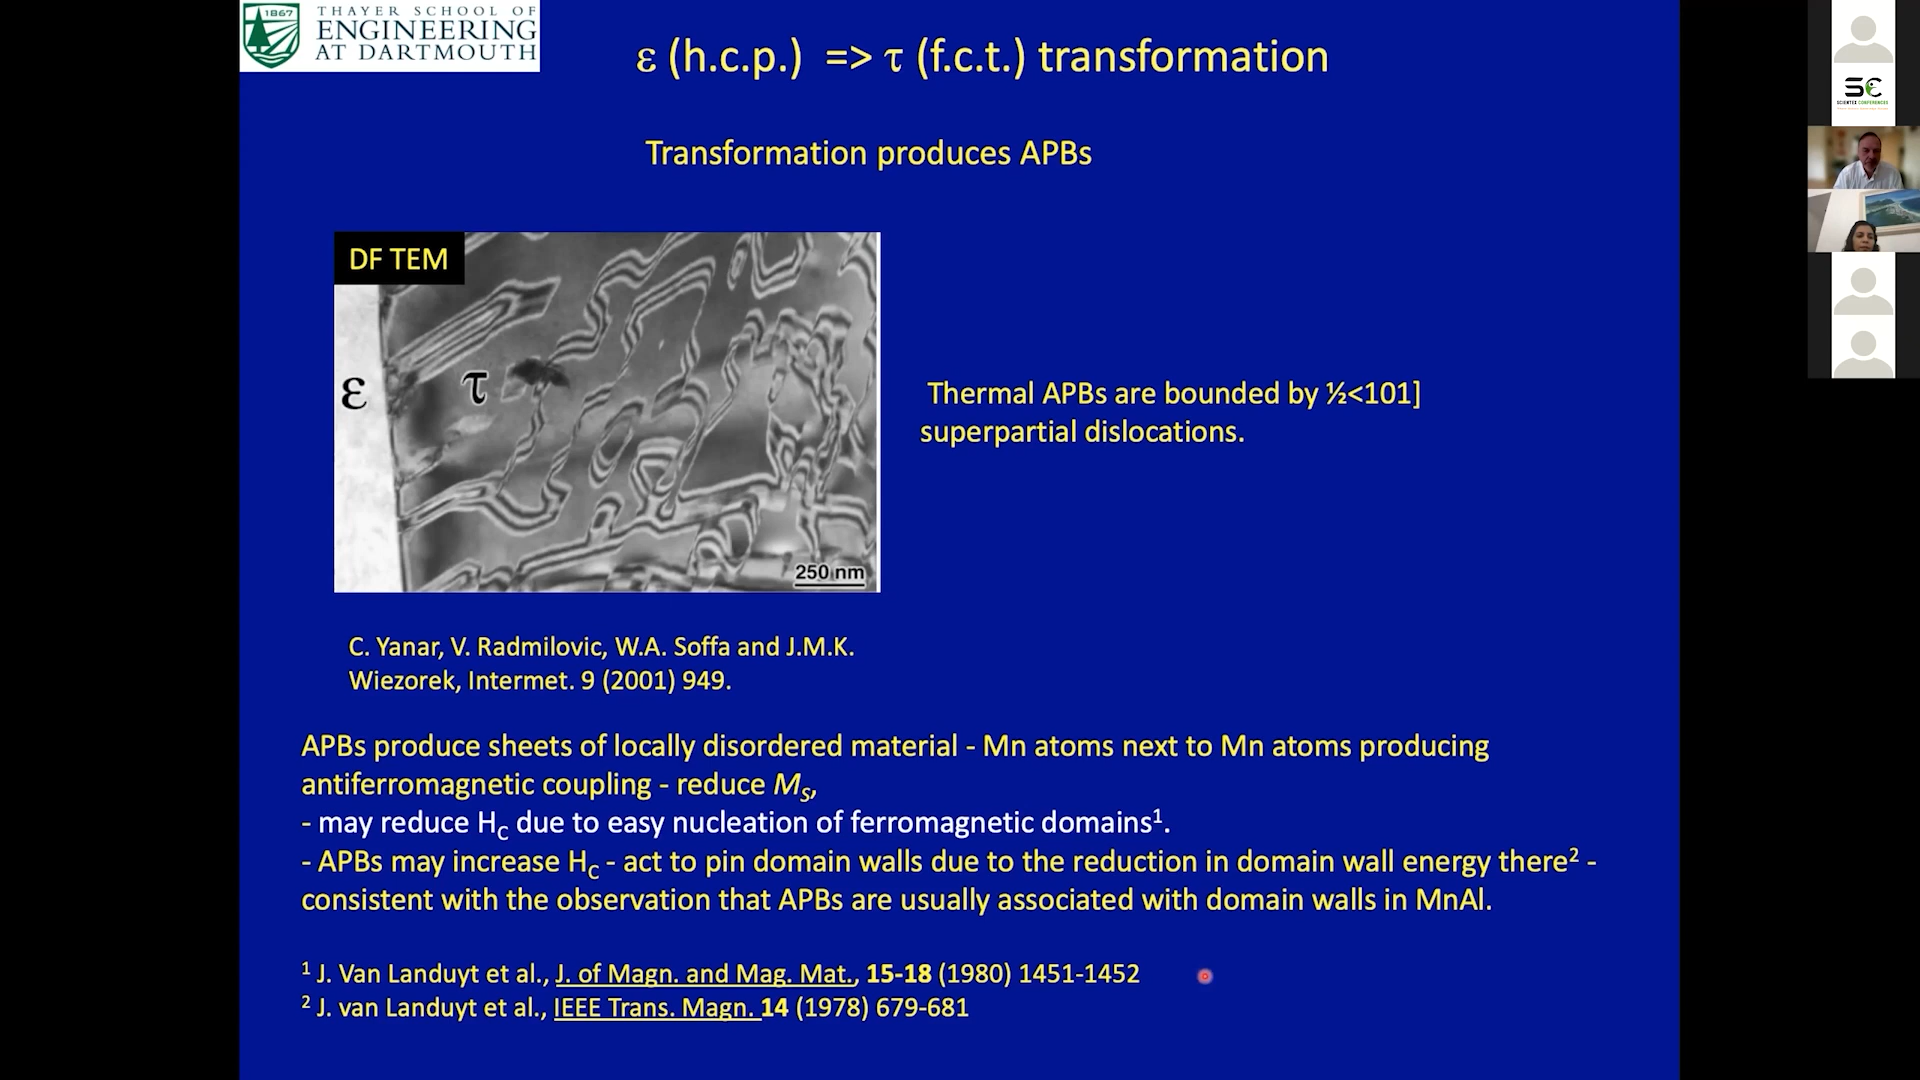 1867
THAYER SCHOOL OF
ENGINEERING
AT DARTMOUTH
ε (h.c.p.) => τ (f.c.t.) transformation
Transformation produces APBs
DF TEM
ε
τ
250 nm
Thermal APBs are bounded by ½<101]
superpartial dislocations.
C. Yanar, V. Radmilovic, W.A. Soffa and J.M.K.
Wiezorek, Intermet. 9 (2001) 949.
APBs produce sheets of locally disordered material - Mn atoms next to Mn atoms producing
antiferromagnetic coupling - reduce Ms,
- may reduce HC due to easy nucleation of ferromagnetic domains1.
- APBs may increase HC - act to pin domain walls due to the reduction in domain wall energy there2 -
consistent with the observation that APBs are usually associated with domain walls in MnAl.
1 J. Van Landuyt et al., J. of Magn. and Mag. Mat., 15-18 (1980) 1451-1452
2 J. van Landuyt et al., IEEE Trans. Magn. 14 (1978) 679-681
SC
SCIENTEX CONFERENCES